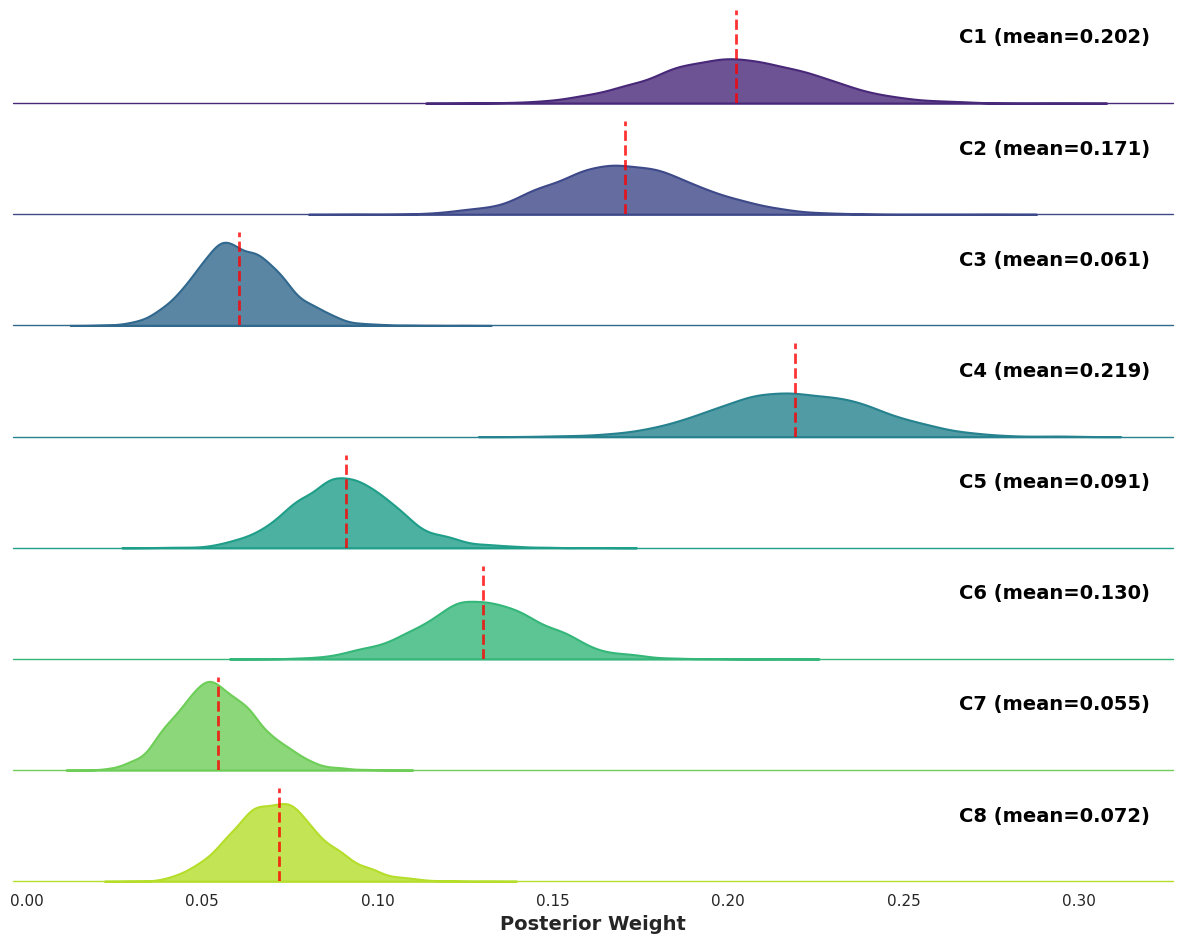 C1 (mean=0.202)
C2 (mean=0.171)
C3 (mean=0.061)
C4 (mean=0.219)
C5 (mean=0.091)
C6 (mean=0.130)
C7 (mean=0.055)
C8 (mean=0.072)
0.00 0.05 0.10 0.15 0.20 0.25 0.30
Posterior Weight